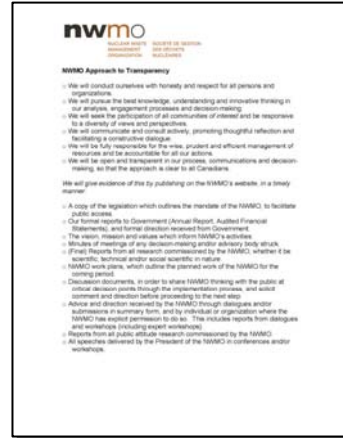 nwmo
NUCLEAR WASTE SOCIÉTÉ DE GESTION
MANAGEMENT DES DÉCHETS
ORGANIZATION NUCLÉAIRES
NWMO Approach to Transparency
○ We will conduct ourselves with honesty and respect for all persons and
organizations.
○ We will pursue the best knowledge, understanding and innovative thinking in
our analysis, engagement processes and decision-making.
○ We will seek the participation of all communities of interest and be responsive
to a diversity of views and perspectives.
○ We will communicate and consult actively, promoting thoughtful reflection and
facilitating a constructive dialogue.
○ We will be fully responsible for the wise, prudent and efficient management of
resources and be accountable for all our actions.
○ We will be open and transparent in our process, communications and decision-
making, so that the approach is clear to all Canadians.
We will give evidence of this by publishing on the NWMO's website, in a timely
manner
○ A copy of the legislation which outlines the mandate of the NWMO, to facilitate
public access
○ Our formal reports to Government (Annual Report, Audited Financial
Statements), and formal direction received from Government
○ The vision, mission and values which inform NWMO's activities
○ Minutes of meetings of any decision-making and/or advisory body struck
○ (Final) Reports from all research commissioned by the NWMO, whether it be
scientific, technical and/or social scientific in nature
○ NWMO work plans, which outline the planned work of the NWMO for the
coming period.
○ Discussion documents, in order to share NWMO thinking with the public at
critical decision points through the implementation process, and solicit
comment and direction before proceeding to the next step
○ Advice and direction received by the NWMO through dialogues and/or
submissions in summary form, and by individual or organization where the
NWMO has explicit permission to do so. This includes reports from dialogues
and workshops (including expert workshops)
○ Reports from all public attitude research commissioned by the NWMO.
○ All speeches delivered by the President of the NWMO in conferences and/or
workshops.